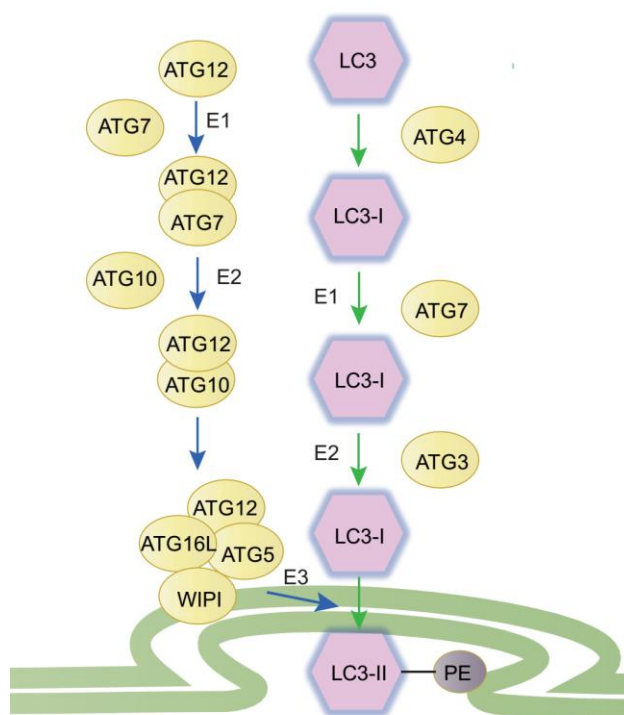 ATG12
ATG7
E1
ATG12
ATG7
ATG10
E2
ATG12
ATG10
ATG12
ATG16L
ATG5
WIPI
E3
LC3
ATG4
LC3-I
E1
ATG7
LC3-I
E2
ATG3
LC3-I
LC3-II
PE